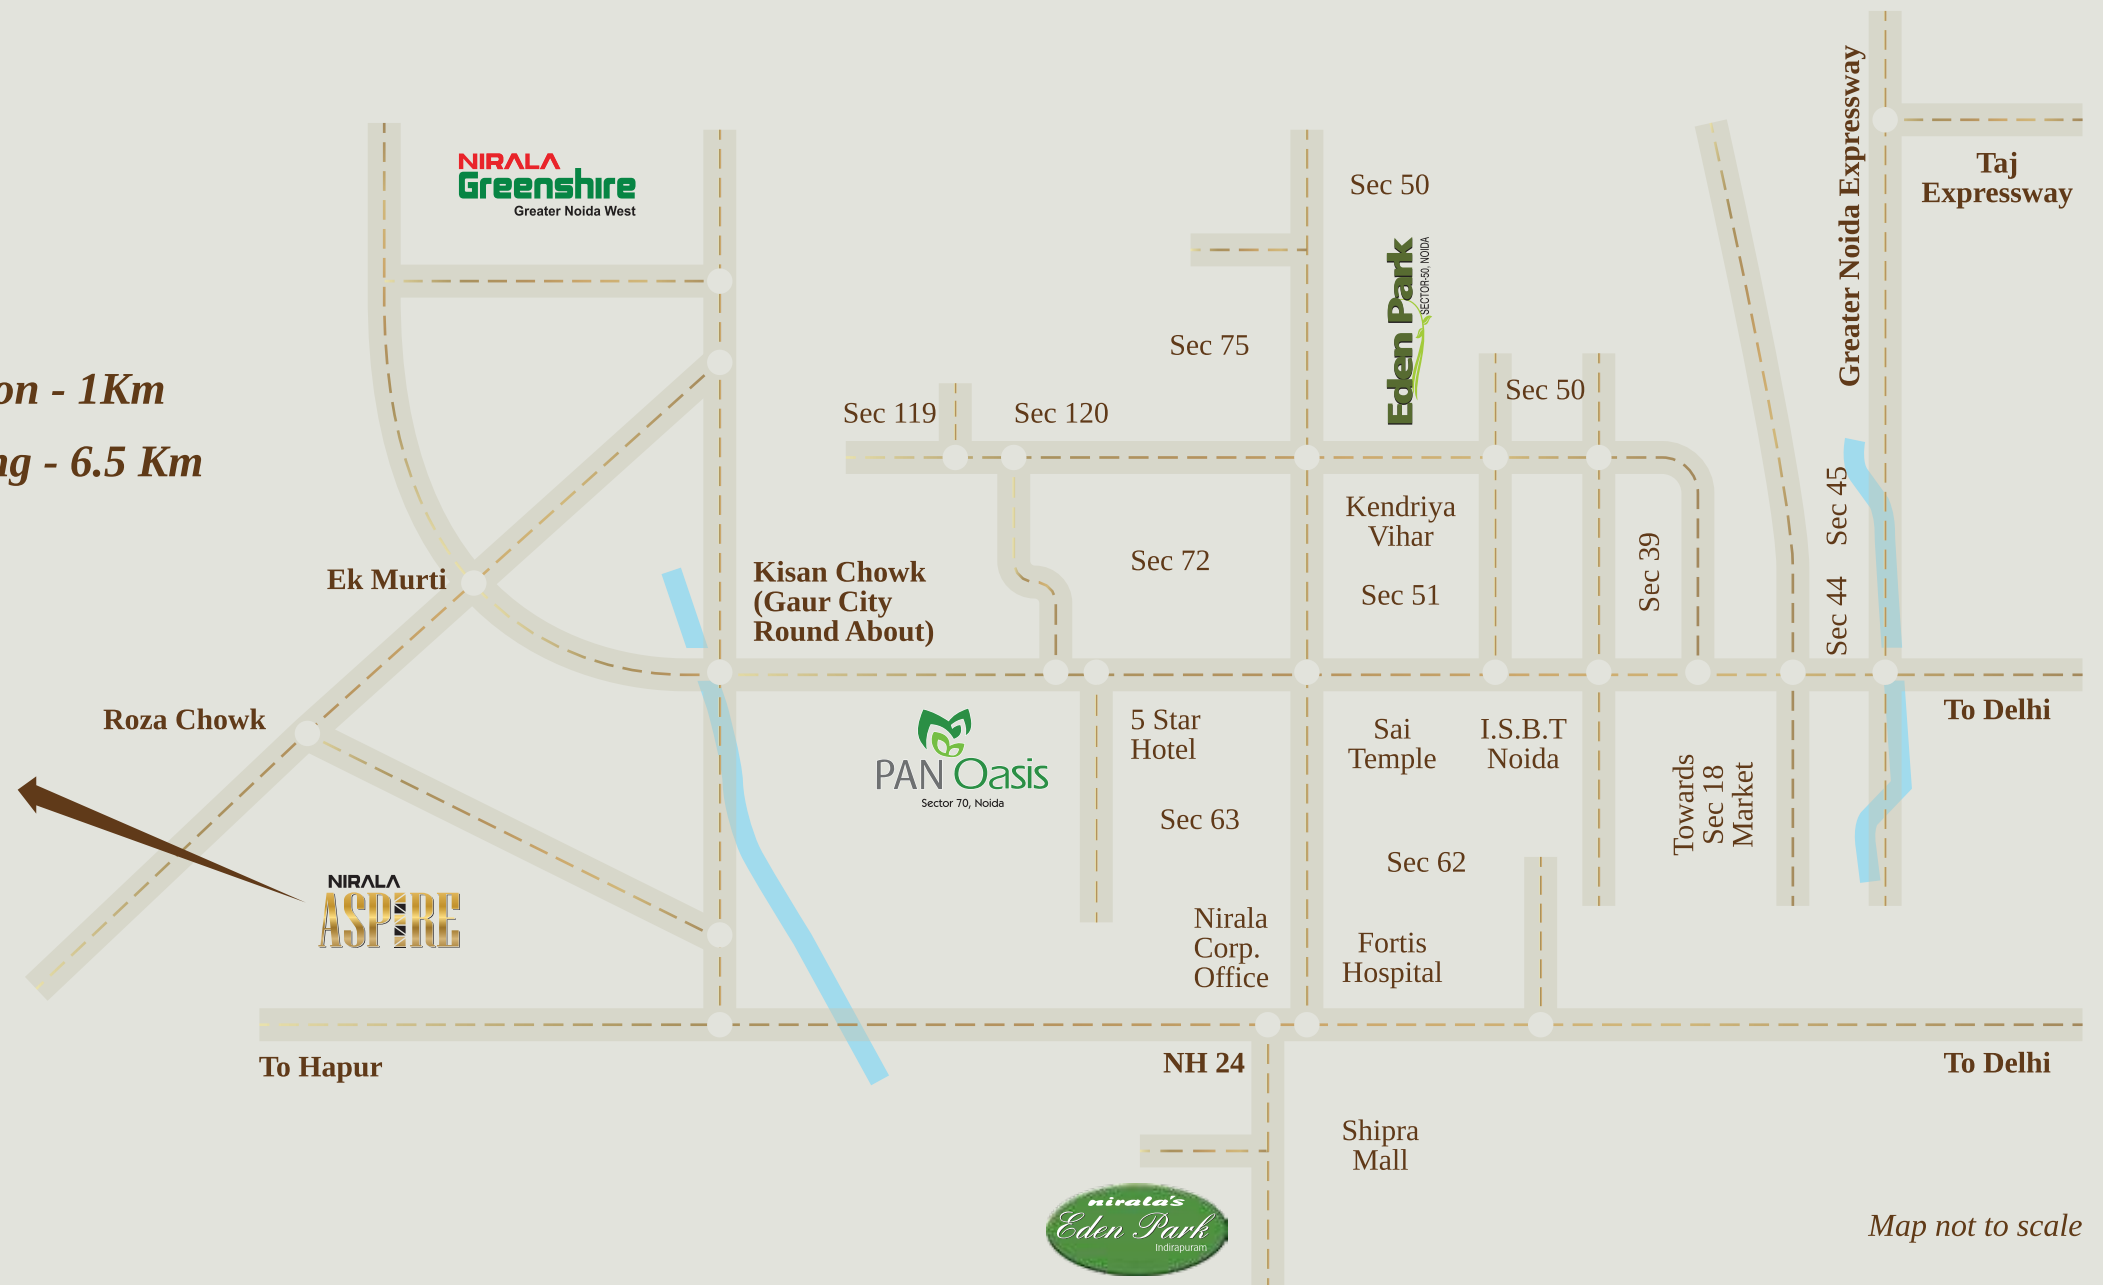 NIRALA
Greenshire
Greater Noida West
Greater Noida Expressway
Taj
Expressway
Sec 50
Eden Park
SECTOR-50, NOIDA
Sec 75
on - 1Km
Sec 119
Sec 120
Sec 50
ng - 6.5 Km
Kendriya
Vihar
Sec 45
Sec 72
Sec 39
Ek Murti
Kisan Chowk
(Gaur City
Round About)
Sec 51
Sec 44
Roza Chowk
5 Star
Hotel
Sai
Temple
I.S.B.T
Noida
To Delhi
PAN Oasis
Sector 70, Noida
Towards
Sec 18
Market
Sec 63
Sec 62
NIRALA
ASPIRE
Nirala
Corp.
Office
Fortis
Hospital
To Hapur
NH 24
To Delhi
Shipra
Mall
nirala's
Eden Park
Indirapuram
Map not to scale